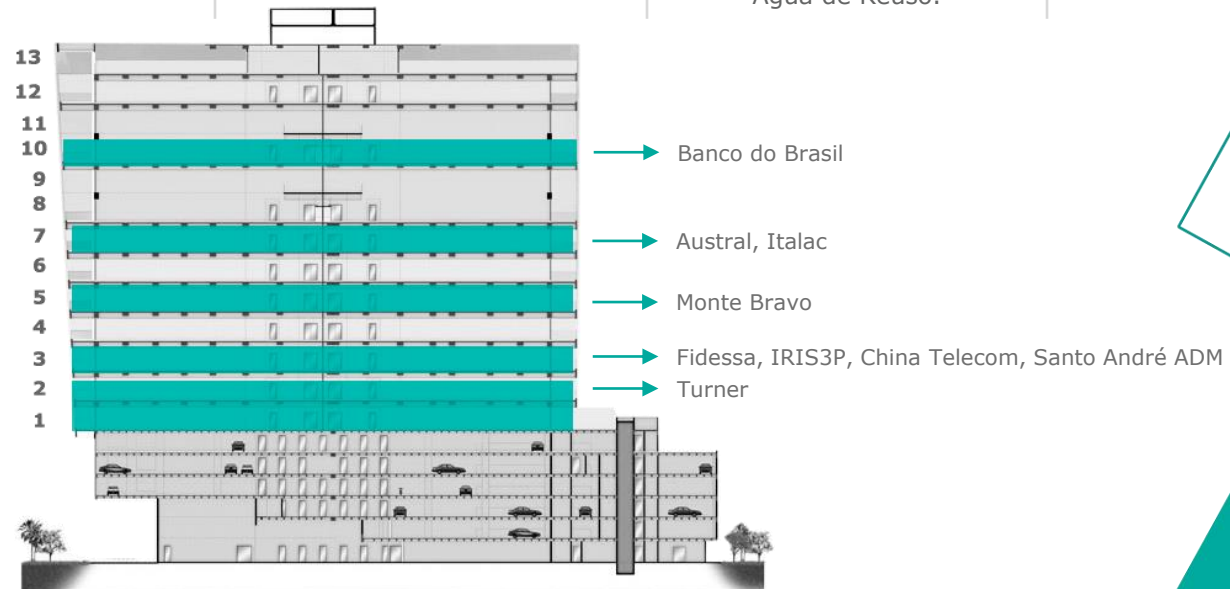 Água de Reúso.
13
12
11
10
Banco do Brasil
9
8
7
Austral, Italac
6
5
Monte Bravo
4
3
Fidessa, IRIS3P, China Telecom, Santo André ADM
2
Turner
1